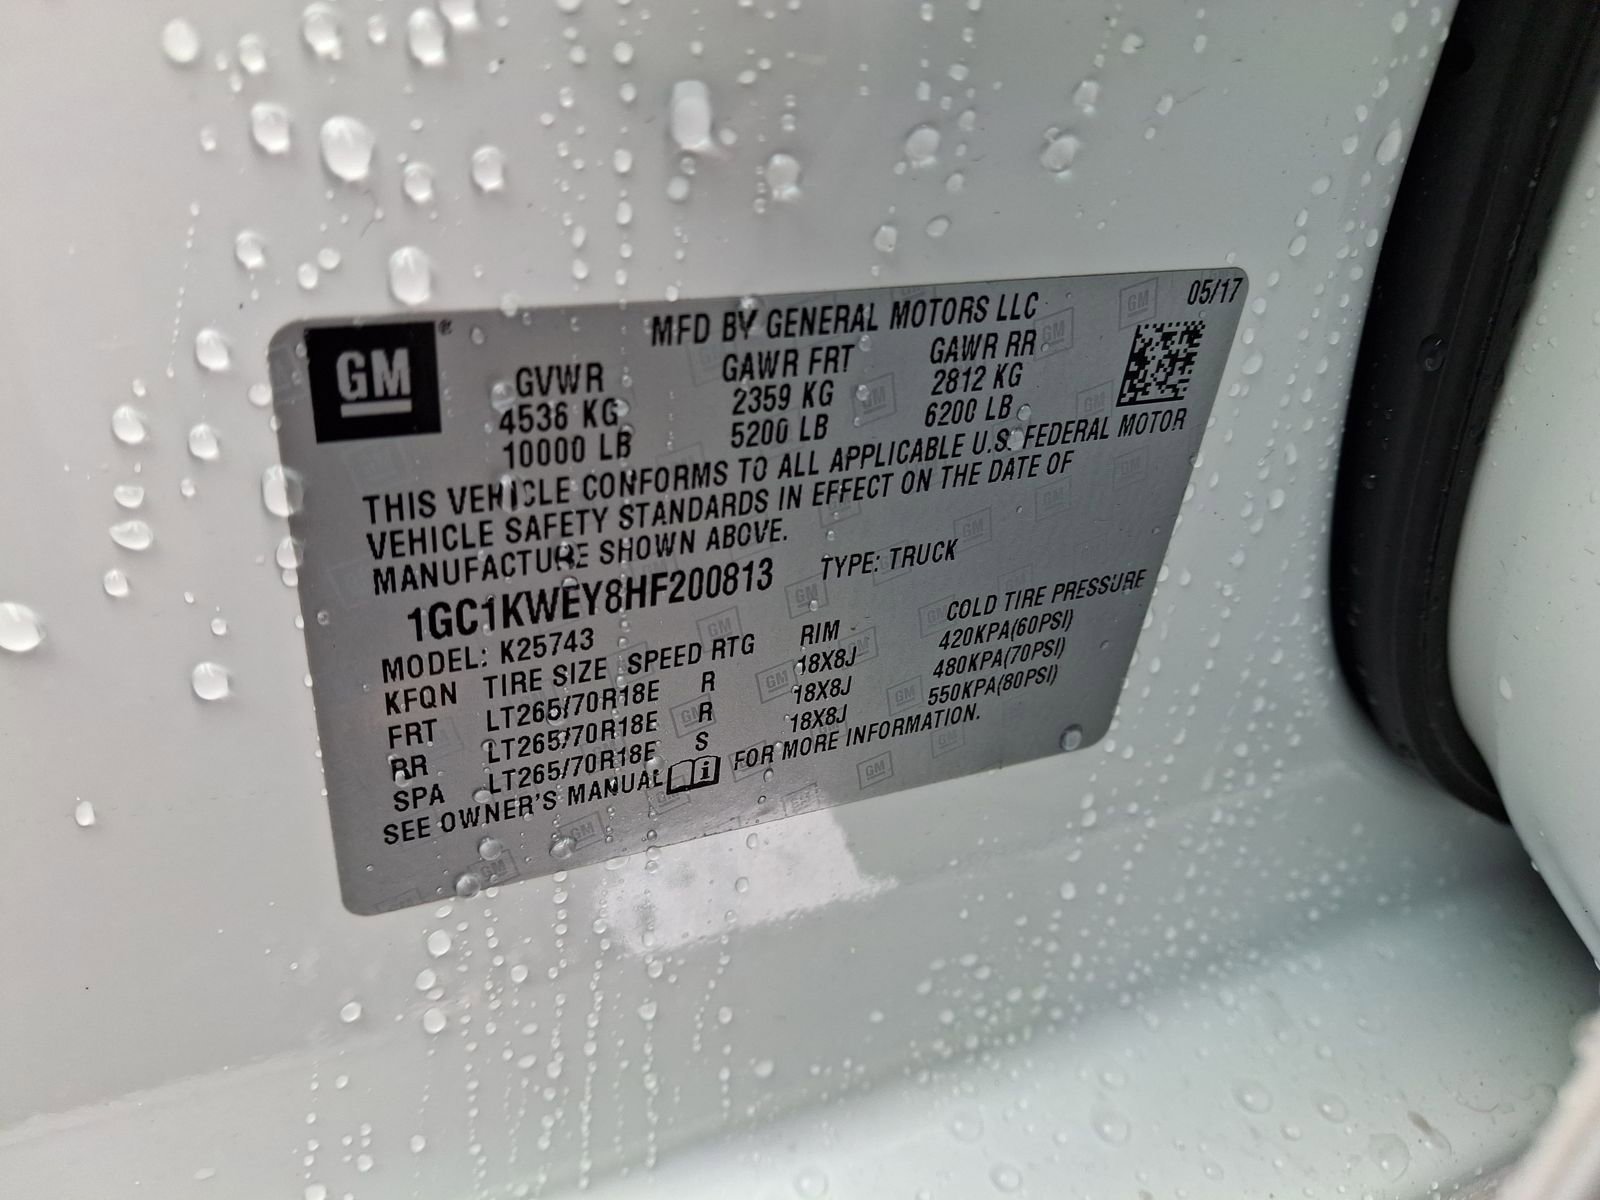 GM®
MFD BY GENERAL MOTORS LLC 05/17
GVWR GAWR FRT GAWR RR
4536 KG 2359 KG 2812 KG
10000 LB 5200 LB 6200 LB
THIS VEHICLE CONFORMS TO ALL APPLICABLE U.S. FEDERAL MOTOR
VEHICLE SAFETY STANDARDS IN EFFECT ON THE DATE OF
MANUFACTURE SHOWN ABOVE.
1GC1KWEY8HF200813 TYPE: TRUCK
MODEL: K25743
KFQN TIRE SIZE SPEED RTG RIM COLD TIRE PRESSURE
FRT LT265/70R18E R 18X8J 420KPA(60PSI)
RR LT265/70R18E R 18X8J 480KPA(70PSI)
SPA LT265/70R18E S 18X8J 550KPA(80PSI)
SEE OWNER'S MANUAL i FOR MORE INFORMATION.